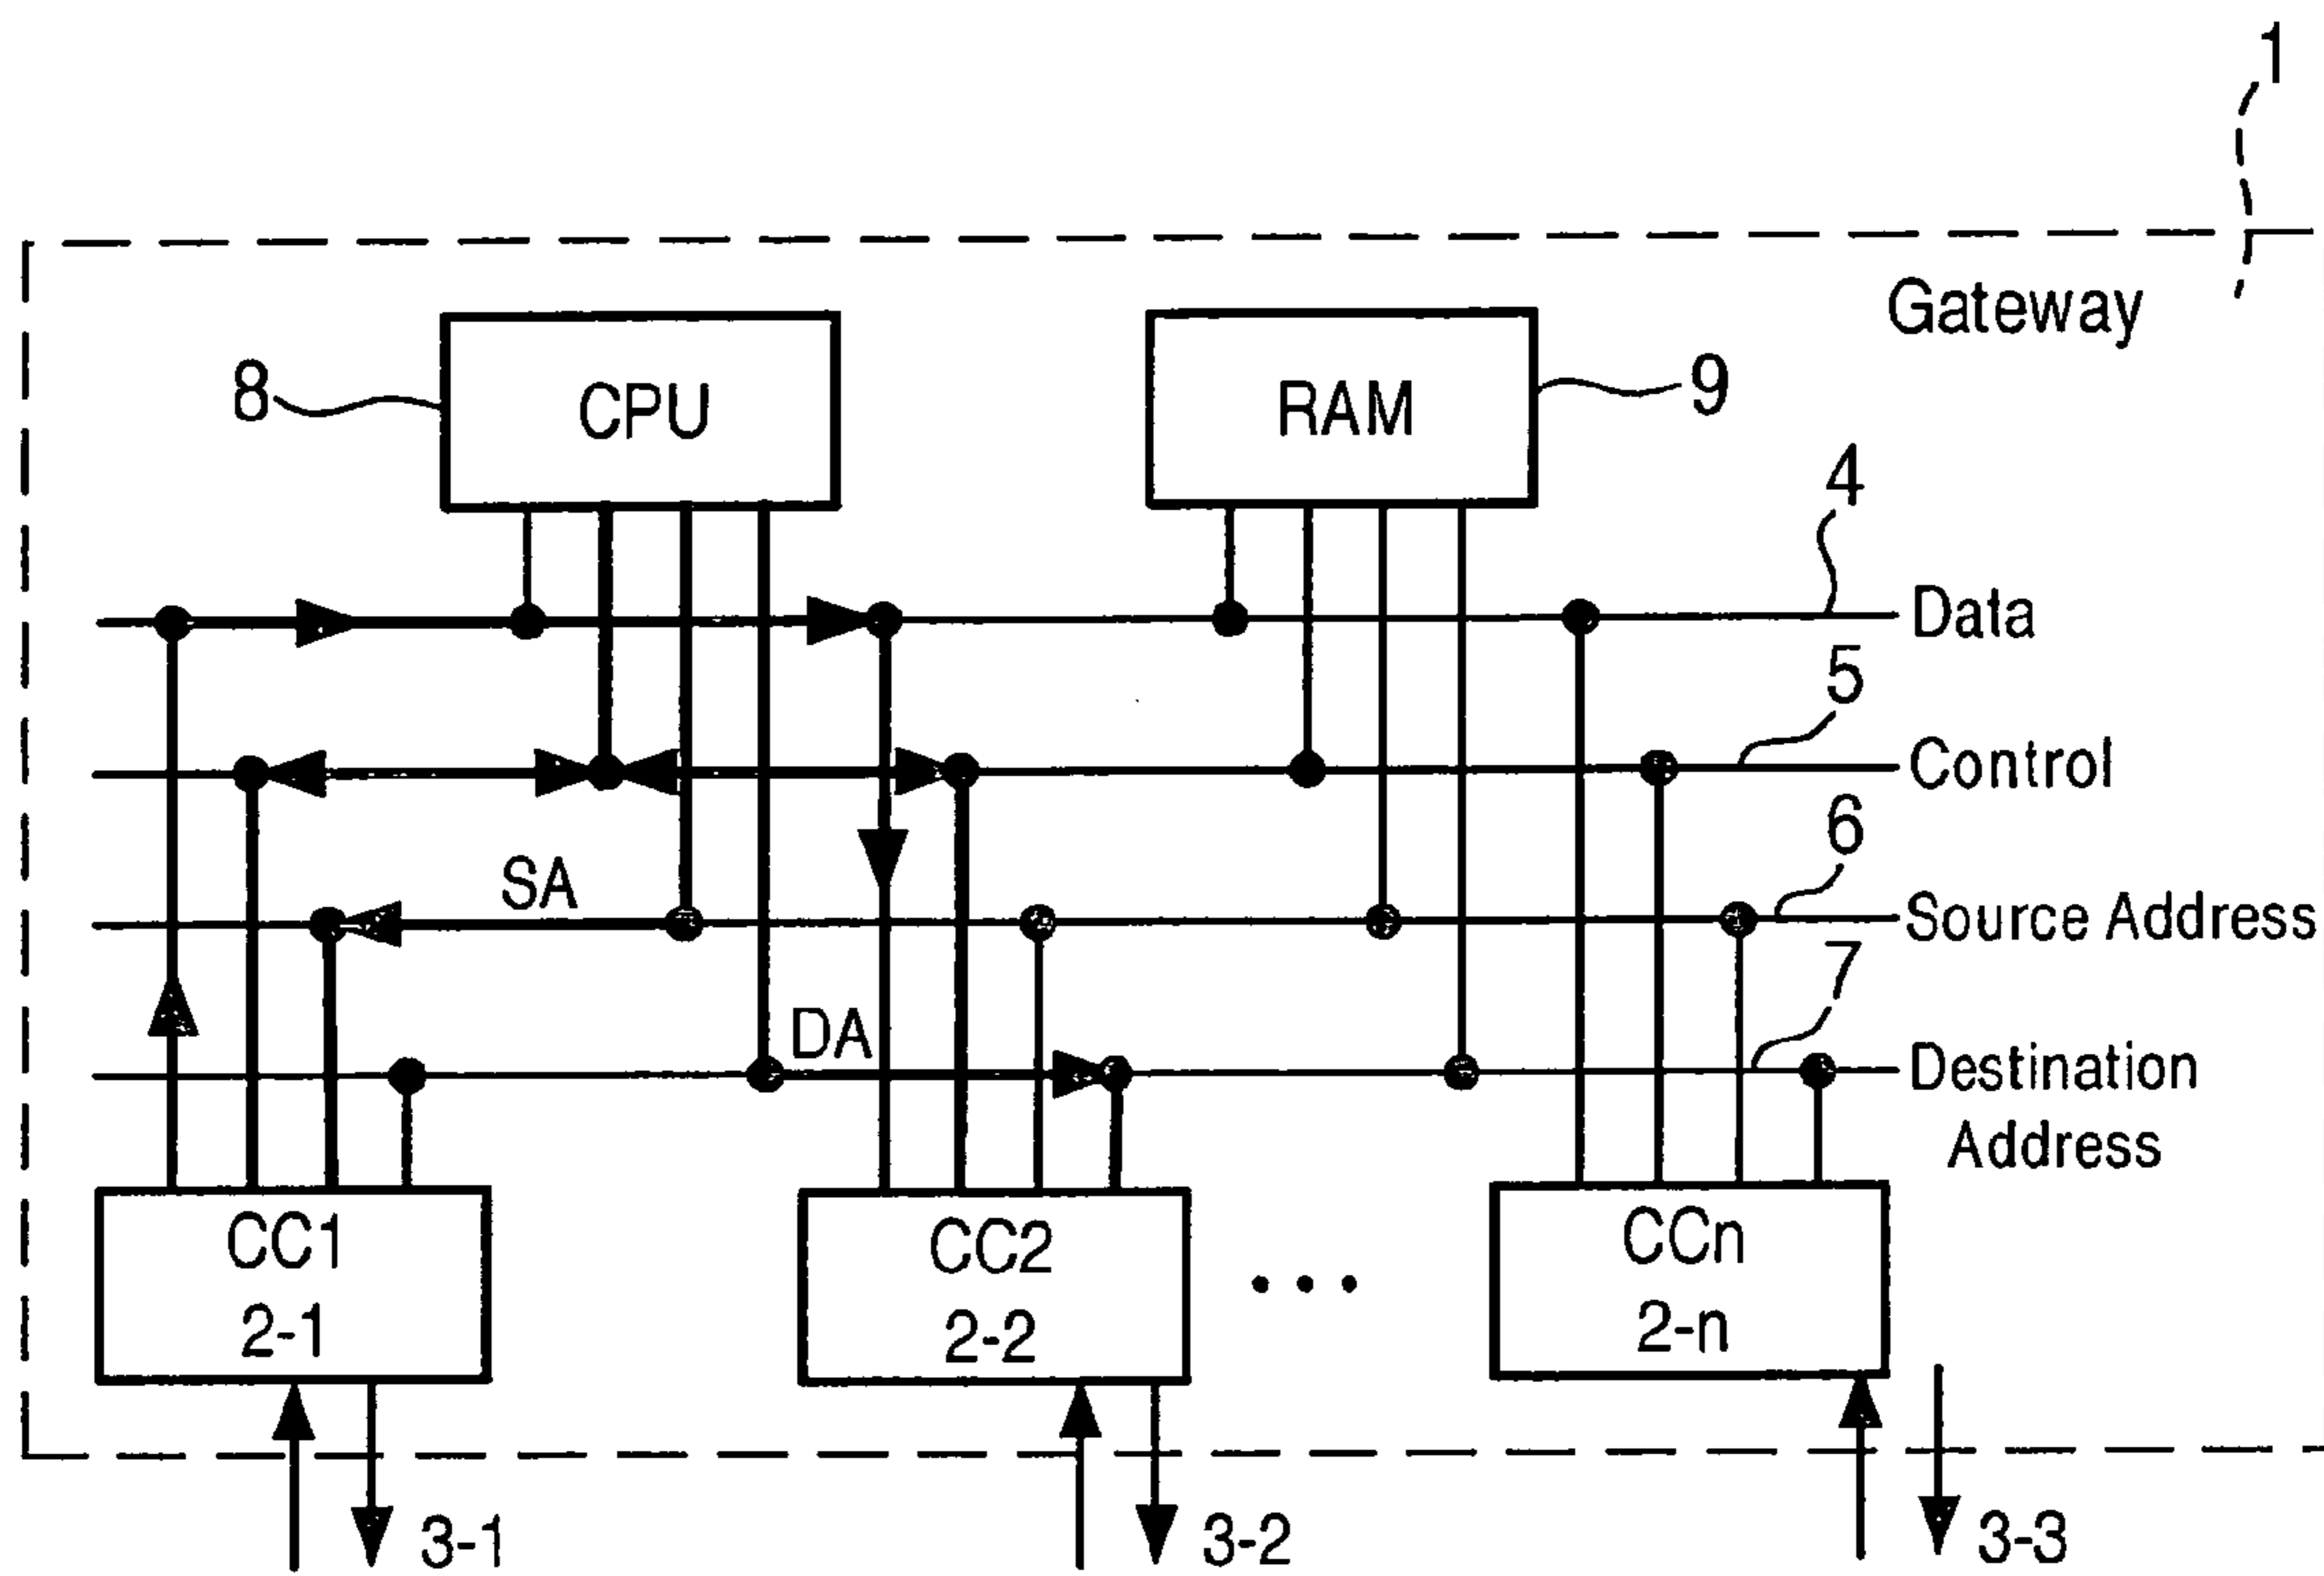 1
Gateway
8
CPU
RAM
9
4
Data
5
Control
6
SA
Source Address
7
DA
Destination
Address
CC1
2-1
CC2
2-2
• • •
CCn
2-n
3-1
3-2
3-3